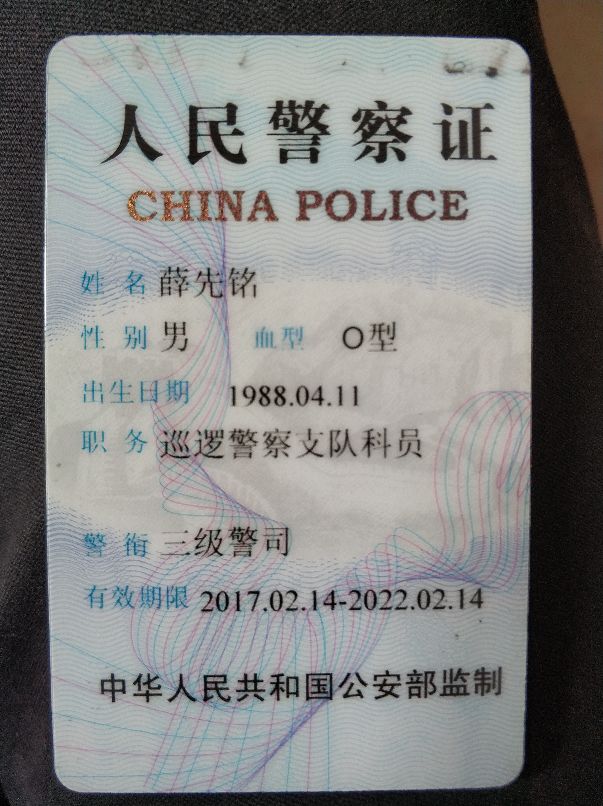 人民警察证
CHINA POLICE
姓 名 薛先铭
性 别 男 血型 O型
出生日期 1988.04.11
职 务 巡逻警察支队科员
警 衔 三级警司
有效期限 2017.02.14-2022.02.14
中华人民共和国公安部监制